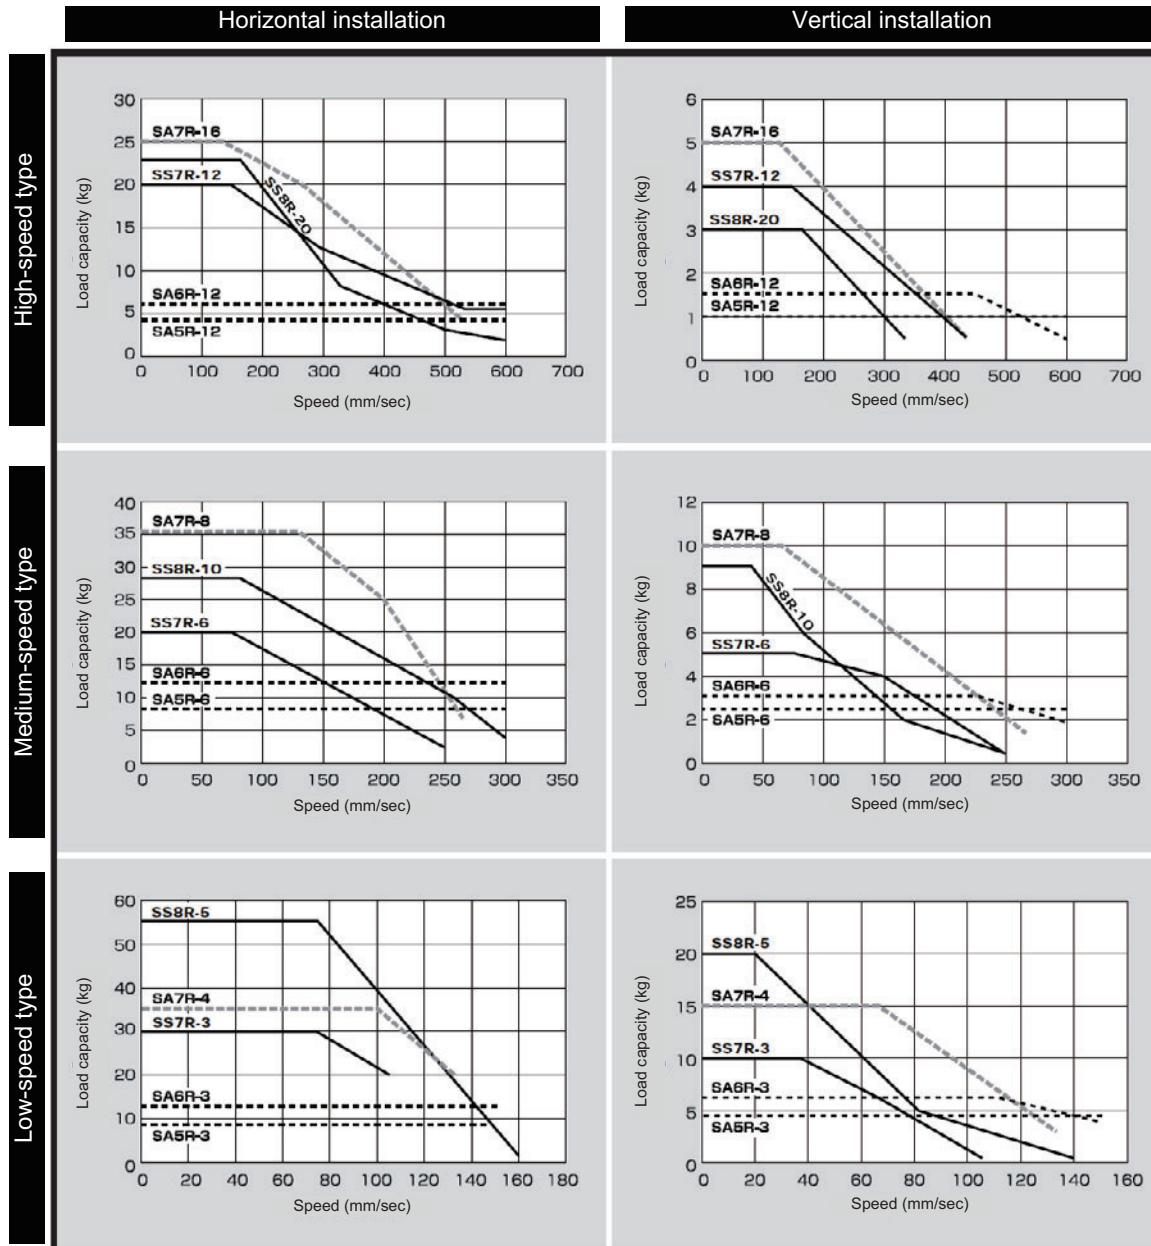 Horizontal installation
Vertical installation
High-speed type
Load capacity (kg)
30
25
20
15
10
5
0
SA7R-16
SS7R-12
SS8R-20
SA6R-12
SA5R-12
0 100 200 300 400 500 600 700
Speed (mm/sec)
Load capacity (kg)
6
5
4
3
2
1
0
SA7R-16
SS7R-12
SS8R-20
SA6R-12
SA5R-12
0 100 200 300 400 500 600 700
Speed (mm/sec)
Medium-speed type
Load capacity (kg)
40
35
30
25
20
15
10
5
0
SA7R-8
SS8R-10
SS7R-6
SA6R-6
SA5R-6
0 50 100 150 200 250 300 350
Speed (mm/sec)
Load capacity (kg)
12
10
8
6
4
2
0
SA7R-8
SS8R-10
SS7R-6
SA6R-6
SA5R-6
0 50 100 150 200 250 300 350
Speed (mm/sec)
Low-speed type
Load capacity (kg)
60
50
40
30
20
10
0
SS8R-5
SA7R-4
SS7R-3
SA6R-3
SA5R-3
0 20 40 60 80 100 120 140 160 180
Speed (mm/sec)
Load capacity (kg)
25
20
15
10
5
0
SS8R-5
SA7R-4
SS7R-3
SA6R-3
SA5R-3
0 20 40 60 80 100 120 140 160
Speed (mm/sec)